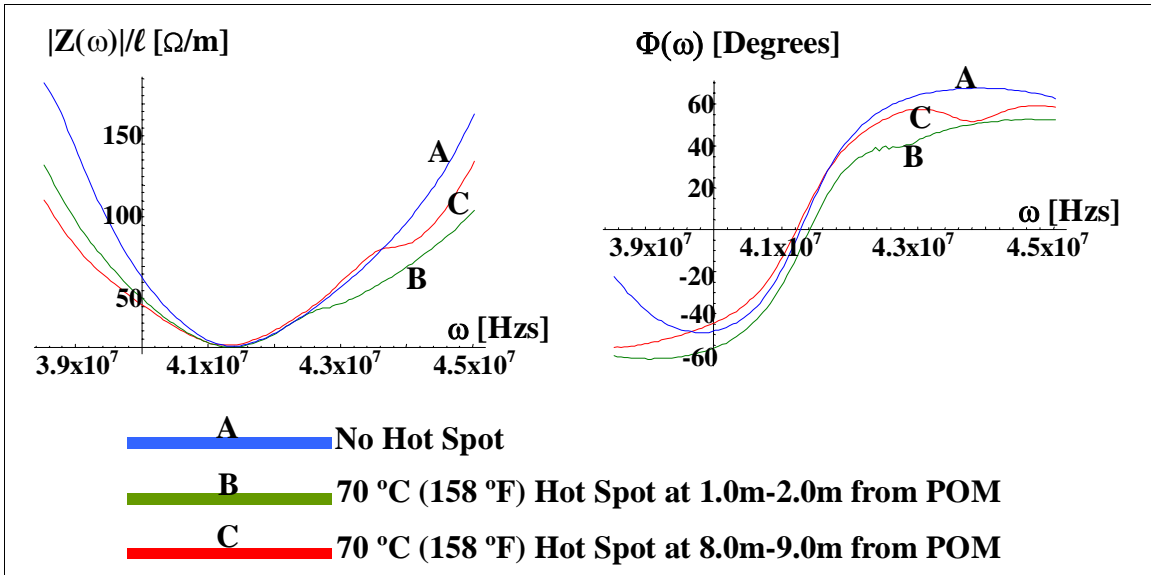 |Z(ω)|/ℓ [Ω/m]
150
100
50
A
C
B
ω [Hzs]
3.9x10⁷ 4.1x10⁷ 4.3x10⁷ 4.5x10⁷
Φ(ω) [Degrees]
60
40
20
-20
-40
-60
A
C
B
ω [Hzs]
3.9x10⁷ 4.1x10⁷ 4.3x10⁷ 4.5x10⁷
A No Hot Spot
B 70 ºC (158 ºF) Hot Spot at 1.0m-2.0m from POM
C 70 ºC (158 ºF) Hot Spot at 8.0m-9.0m from POM